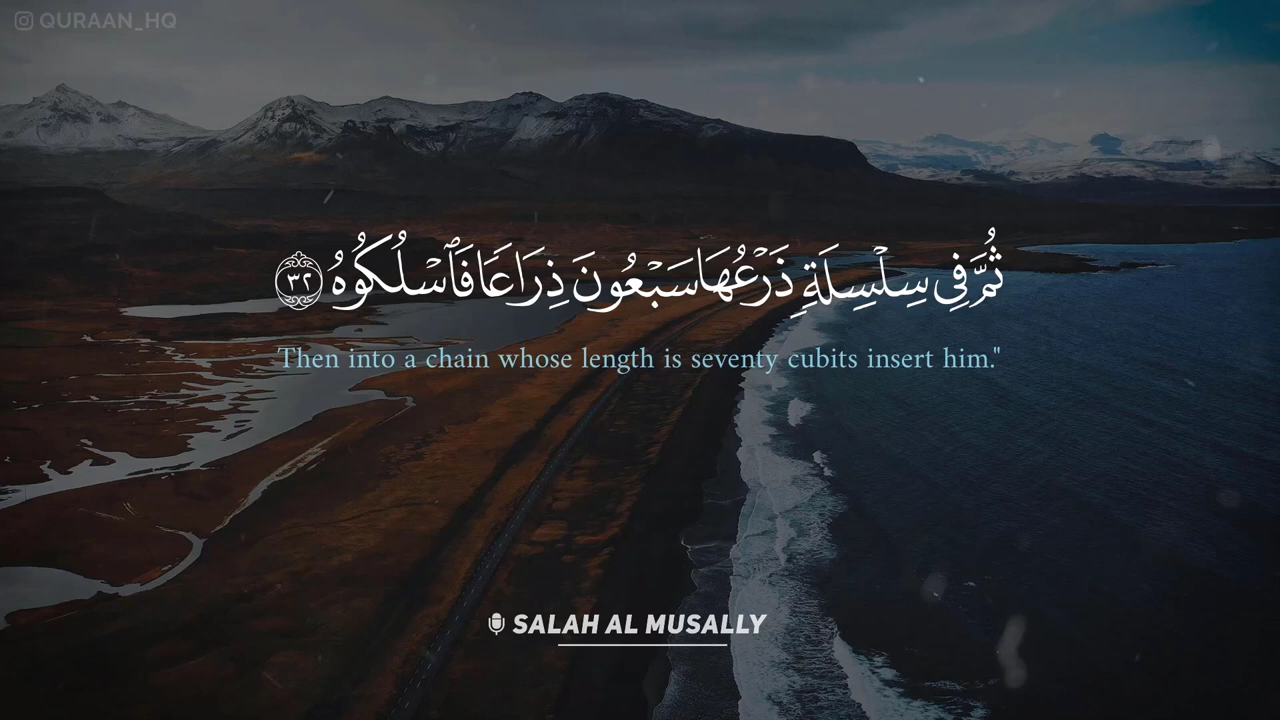 QURAAN_HQ
ثُمَّ فِي سِلْسِلَةٍ ذَرْعُهَا سَبْعُونَ ذِرَاعًا فَٱسْلُكُوهُ ٣٢
Then into a chain whose length is seventy cubits insert him."
SALAH AL MUSALLY